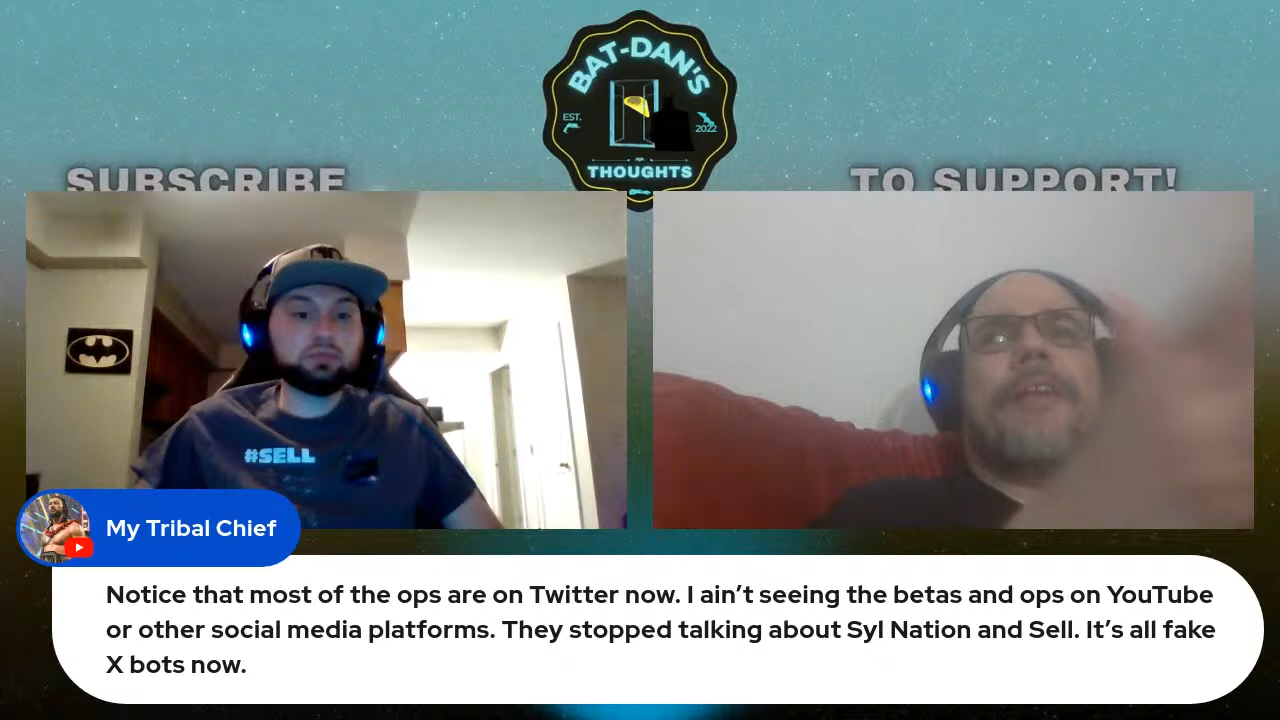 BAT-DAN'S
EST.
2022
THOUGHTS
SUBSCRIBE
TO SUPPORT!
#SELL
My Tribal Chief
Notice that most of the ops are on Twitter now. I ain’t seeing the betas and ops on YouTube
or other social media platforms. They stopped talking about Syl Nation and Sell. It’s all fake
X bots now.